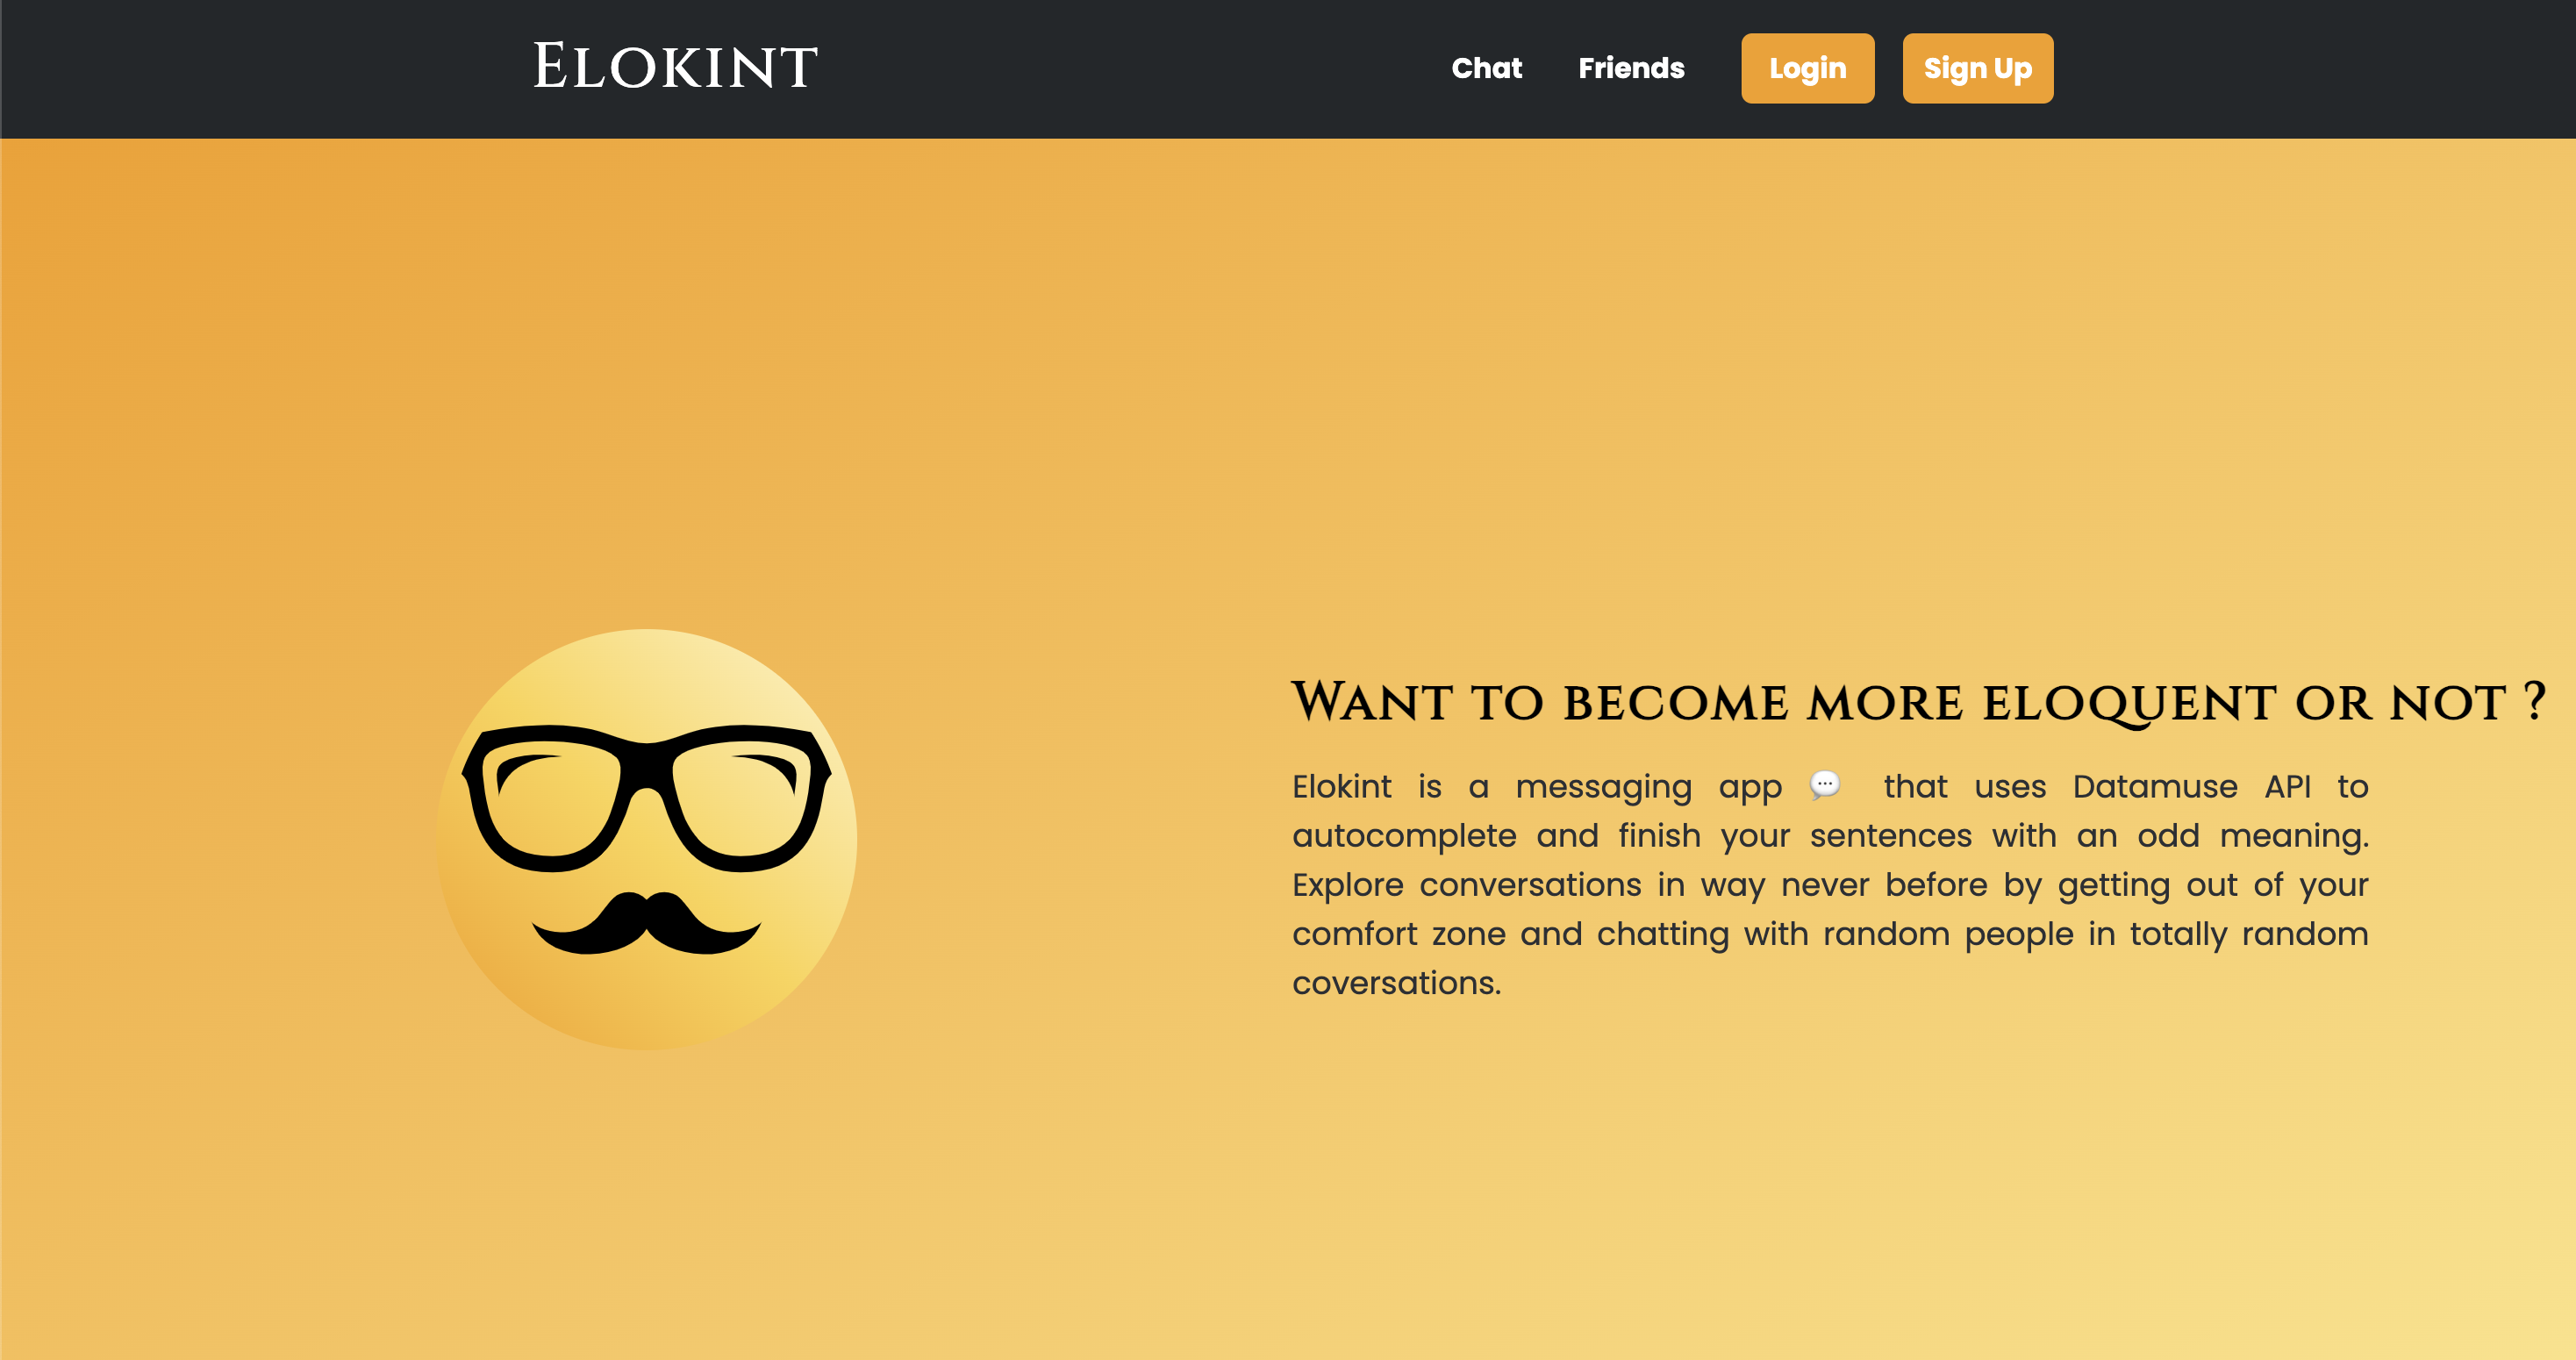 Elokint
Chat Friends Login Sign Up
Want to become more eloquent or not ?
Elokint is a messaging app 💬 that uses Datamuse API to
autocomplete and finish your sentences with an odd meaning.
Explore conversations in way never before by getting out of your
comfort zone and chatting with random people in totally random
coversations.